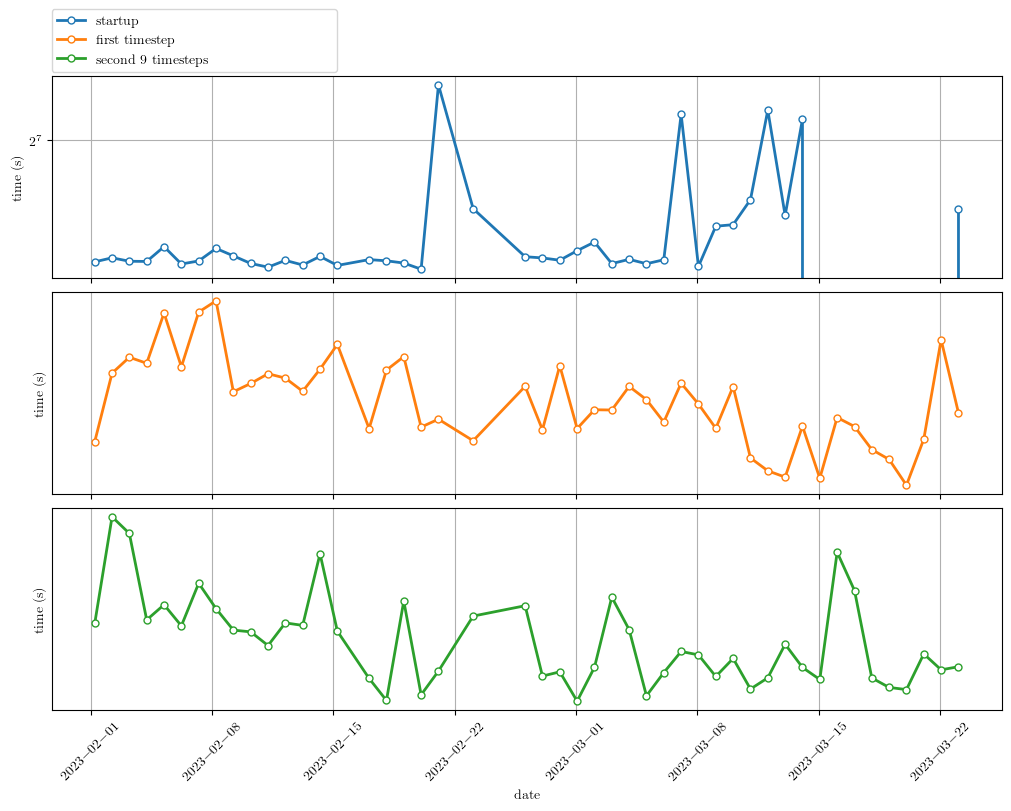 startup
first timestep
second 9 timesteps
2^7
time (s)
time (s)
time (s)
2023−02−01
2023−02−08
2023−02−15
2023−02−22
2023−03−01
2023−03−08
2023−03−15
2023−03−22
date